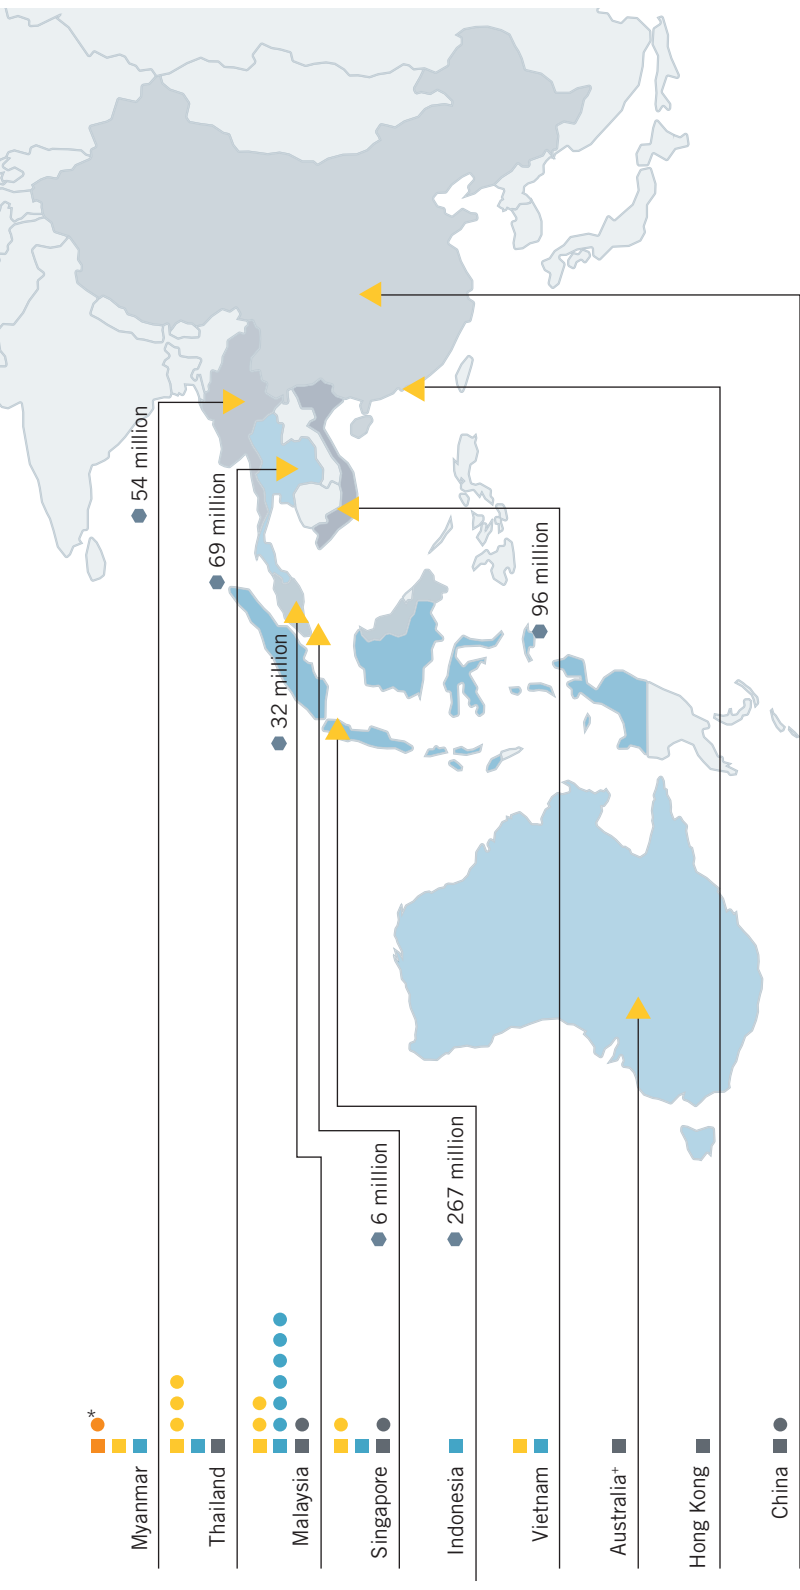 54 million
*
Myanmar
69 million
Thailand
32 million
Malaysia
6 million
Singapore
267 million
Indonesia
96 million
Vietnam
Australia+
Hong Kong
China